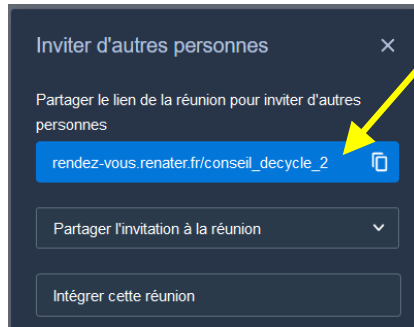 Inviter d'autres personnes
Partager le lien de la réunion pour inviter d'autres
personnes
rendez-vous.renater.fr/conseil_decycle_2
Partager l'invitation à la réunion
Intégrer cette réunion